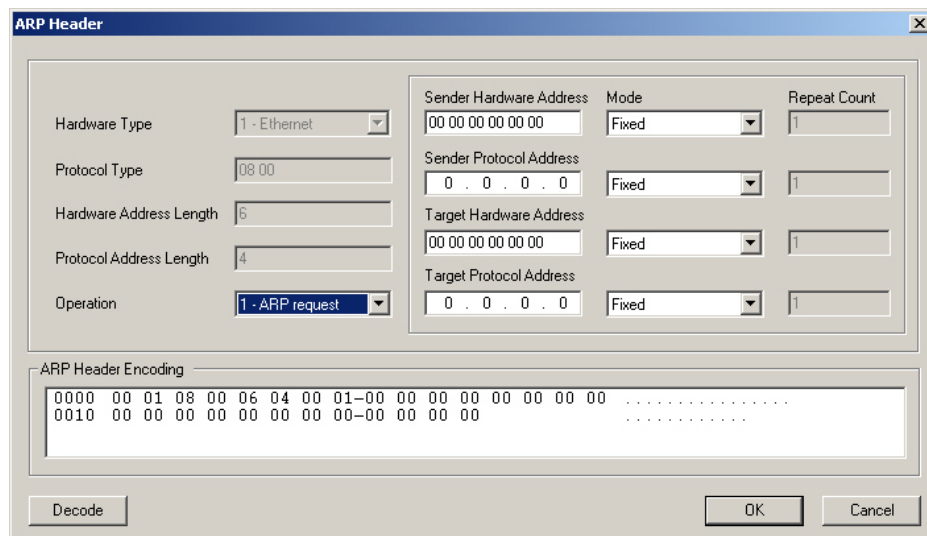 ARP Header
Hardware Type
1 - Ethernet
Protocol Type
08 00
Hardware Address Length
6
Protocol Address Length
4
Operation
1 - ARP request
Sender Hardware Address Mode Repeat Count
00 00 00 00 00 00 Fixed 1
Sender Protocol Address
0 . 0 . 0 . 0 Fixed 1
Target Hardware Address
00 00 00 00 00 00 Fixed 1
Target Protocol Address
0 . 0 . 0 . 0 Fixed 1
ARP Header Encoding
0000 00 01 08 00 06 04 00 01-00 00 00 00 00 00 00 00 ................
0010 00 00 00 00 00 00 00 00-00 00 00 00 ............
Decode OK Cancel